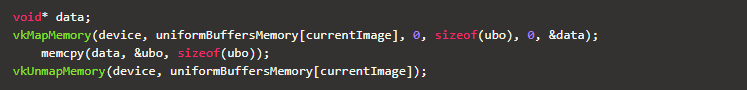 void* data;
vkMapMemory(device, uniformBuffersMemory[currentImage], 0, sizeof(ubo), 0, &data);
    memcpy(data, &ubo, sizeof(ubo));
vkUnmapMemory(device, uniformBuffersMemory[currentImage]);